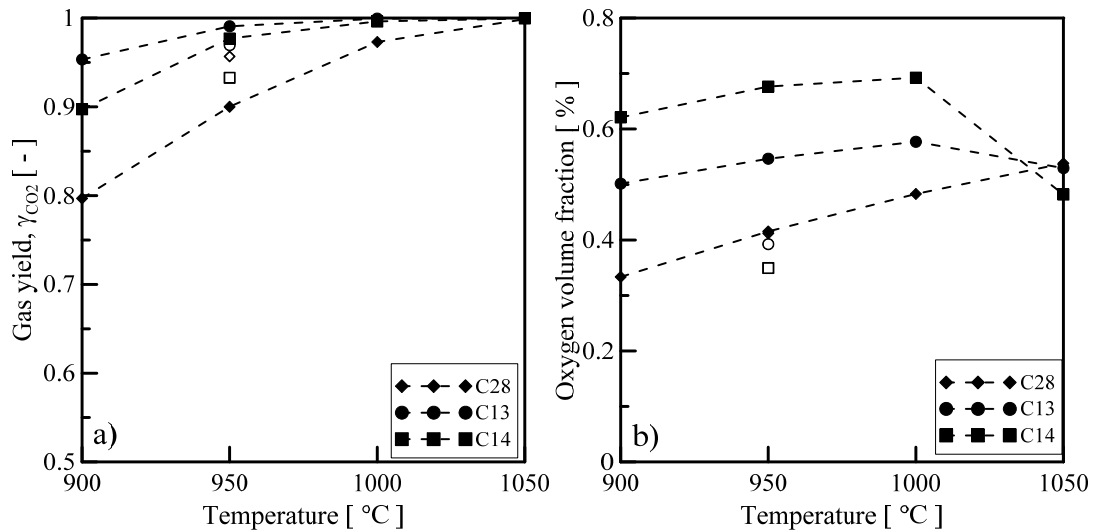 Gas yield, γCO2 [ - ]
1
0.9
0.8
0.7
0.6
0.5
900
950
1000
1050
Temperature [ °C ]
a)
C28
C13
C14
Oxygen volume fraction [ % ]
0.8
0.6
0.4
0.2
0
900
950
1000
1050
Temperature [ °C ]
b)
C28
C13
C14